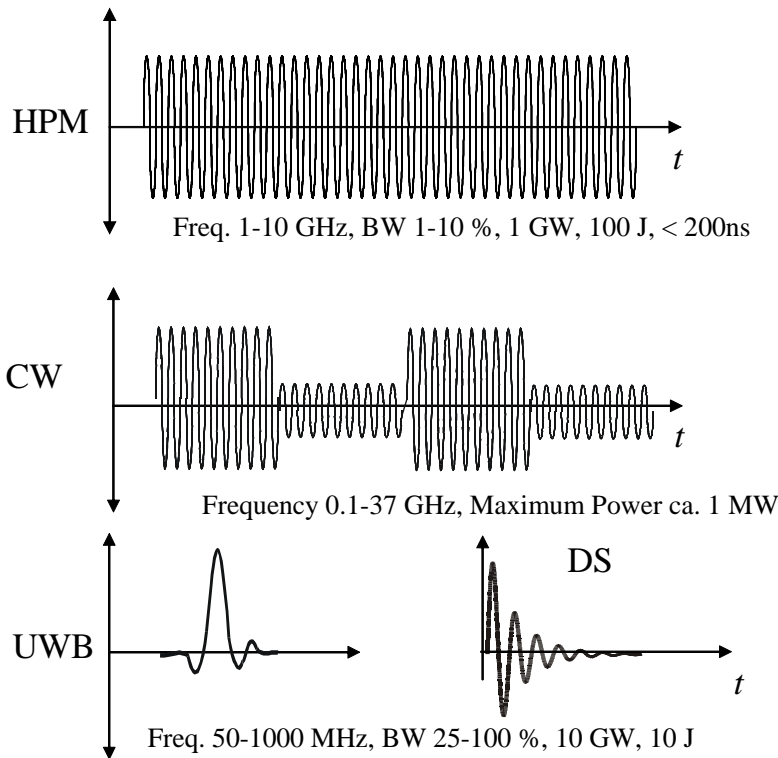 HPM
t
Freq. 1-10 GHz, BW 1-10 %, 1 GW, 100 J, < 200ns
CW
t
Frequency 0.1-37 GHz, Maximum Power ca. 1 MW
DS
UWB
t
Freq. 50-1000 MHz, BW 25-100 %, 10 GW, 10 J